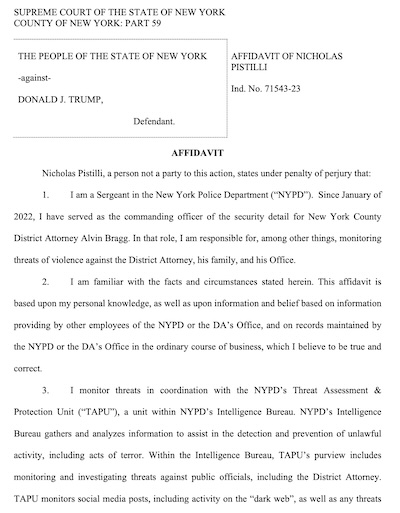 SUPREME COURT OF THE STATE OF NEW YORK
COUNTY OF NEW YORK: PART 59
THE PEOPLE OF THE STATE OF NEW YORK
-against-
DONALD J. TRUMP,
Defendant.
AFFIDAVIT OF NICHOLAS
PISTILLI
Ind. No. 71543-23
AFFIDAVIT
Nicholas Pistilli, a person not a party to this action, states under penalty of perjury that:
1. I am a Sergeant in the New York Police Department (“NYPD”). Since January of
2022, I have served as the commanding officer of the security detail for New York County
District Attorney Alvin Bragg. In that role, I am responsible for, among other things, monitoring
threats of violence against the District Attorney, his family, and his Office.
2. I am familiar with the facts and circumstances stated herein. This affidavit is
based upon my personal knowledge, as well as upon information and belief based on information
providing by other employees of the NYPD or the DA’s Office, and on records maintained by
the NYPD or the DA’s Office in the ordinary course of business, which I believe to be true and
correct.
3. I monitor threats in coordination with the NYPD’s Threat Assessment &
Protection Unit (“TAPU”), a unit within NYPD’s Intelligence Bureau. NYPD’s Intelligence
Bureau gathers and analyzes information to assist in the detection and prevention of unlawful
activity, including acts of terror. Within the Intelligence Bureau, TAPU’s purview includes
monitoring and investigating threats against public officials, including the District Attorney.
TAPU monitors social media posts, including activity on the “dark web”, as well as any threats